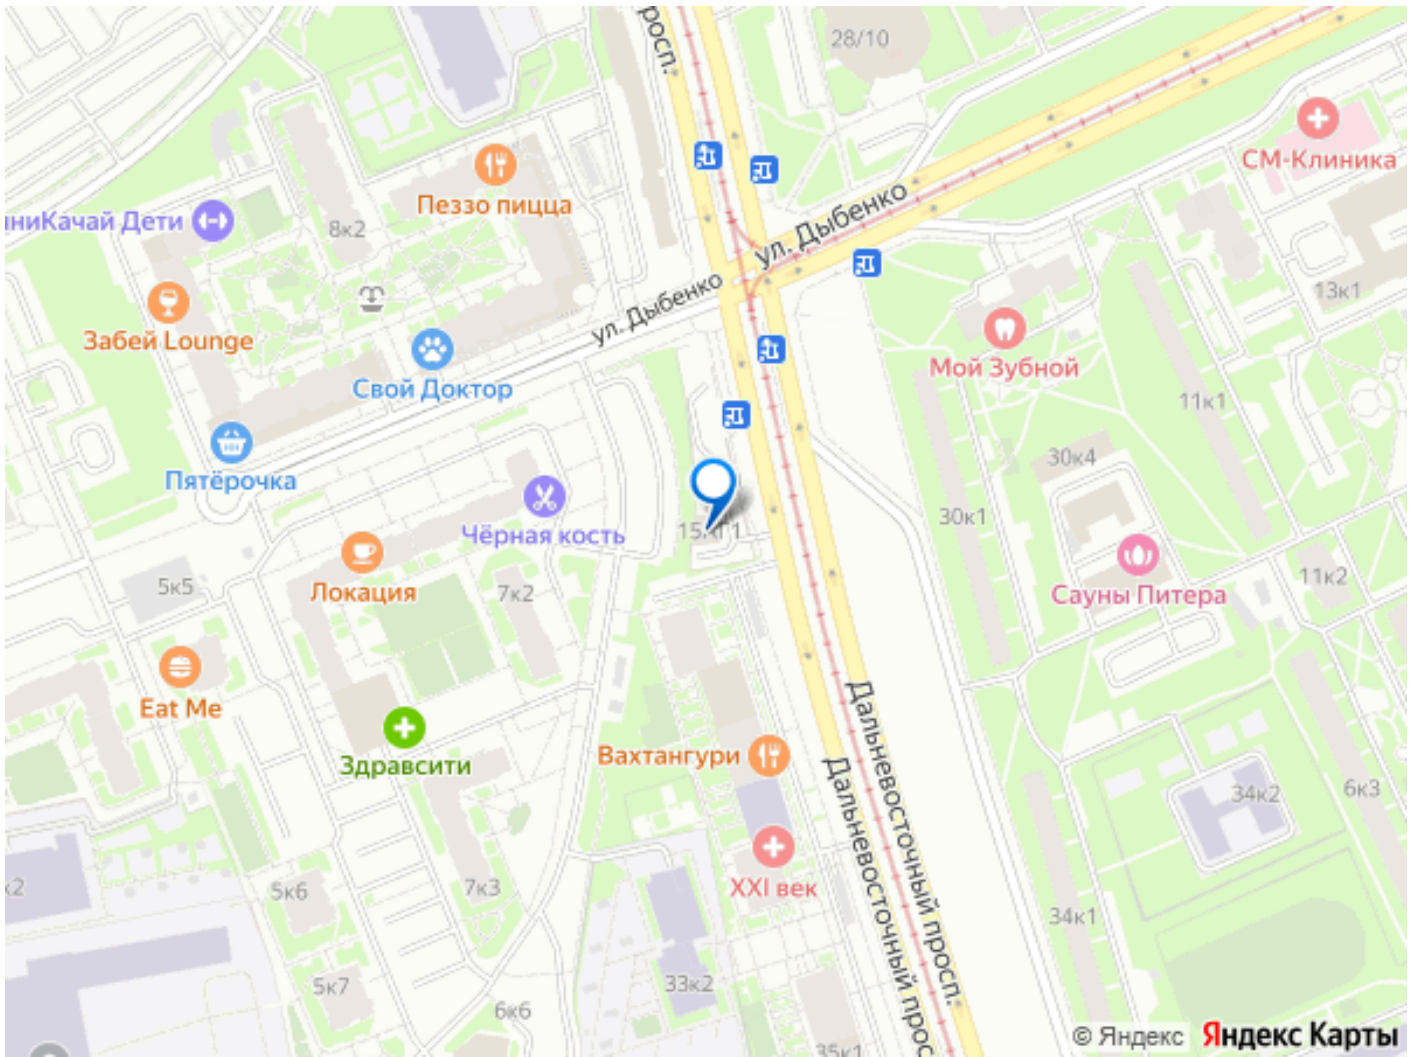 росп.
28/10
СМ-Клиника
Пеззо пицца
ниКачай Дети
8к2
ул. Дыбенко
13к1
ул. Дыбенко
Забей Lounge
Свой Доктор
Мой Зубной
11к1
Пятёрочка
30к4
Чёрная кость
30к1
5к5
Локация
7к2
11к2
Сауны Питера
Eat Me
Здравсити
Вахтангури
Дальневосточный просп.
Дальневосточный прос
34к2
6к3
к2
5к6
7к3
XXI век
34к1
5к7
33к2
6к6
35к1
© Яндекс
Яндекс Карты